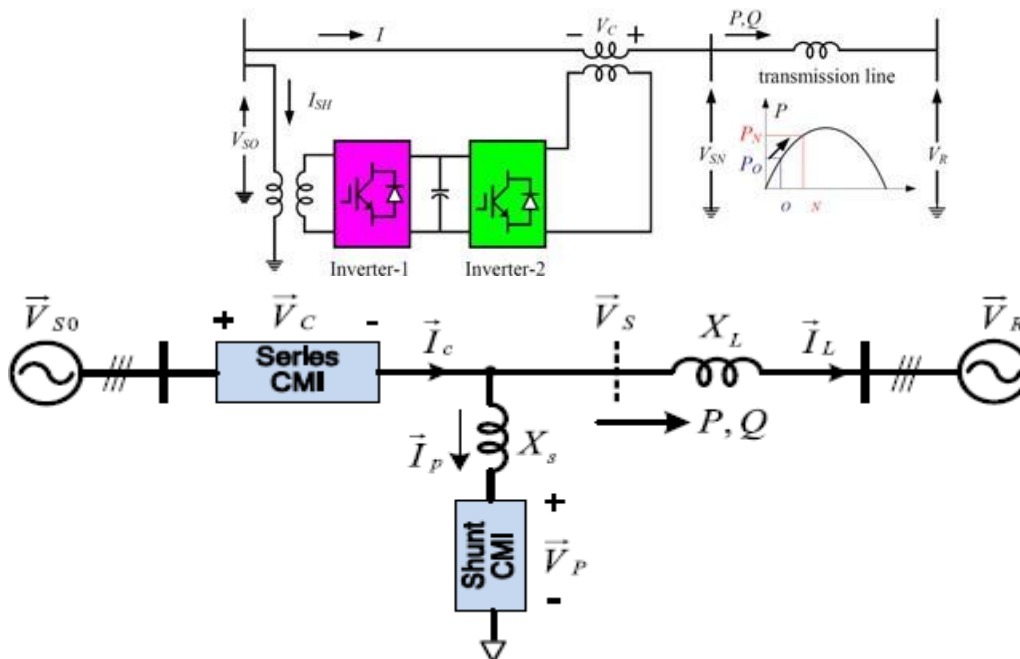 I
− V_C +
P,Q
transmission line
I_SH
V_SO
V_SN
V_R
P
P_N
P_O
O N
Inverter-1 Inverter-2
V_S0
+ V_C -
Series
CMI
I_c
V_S
X_L
I_L
V_R
I_p
X_s
P, Q
Shunt
CMI
+
V_P
-